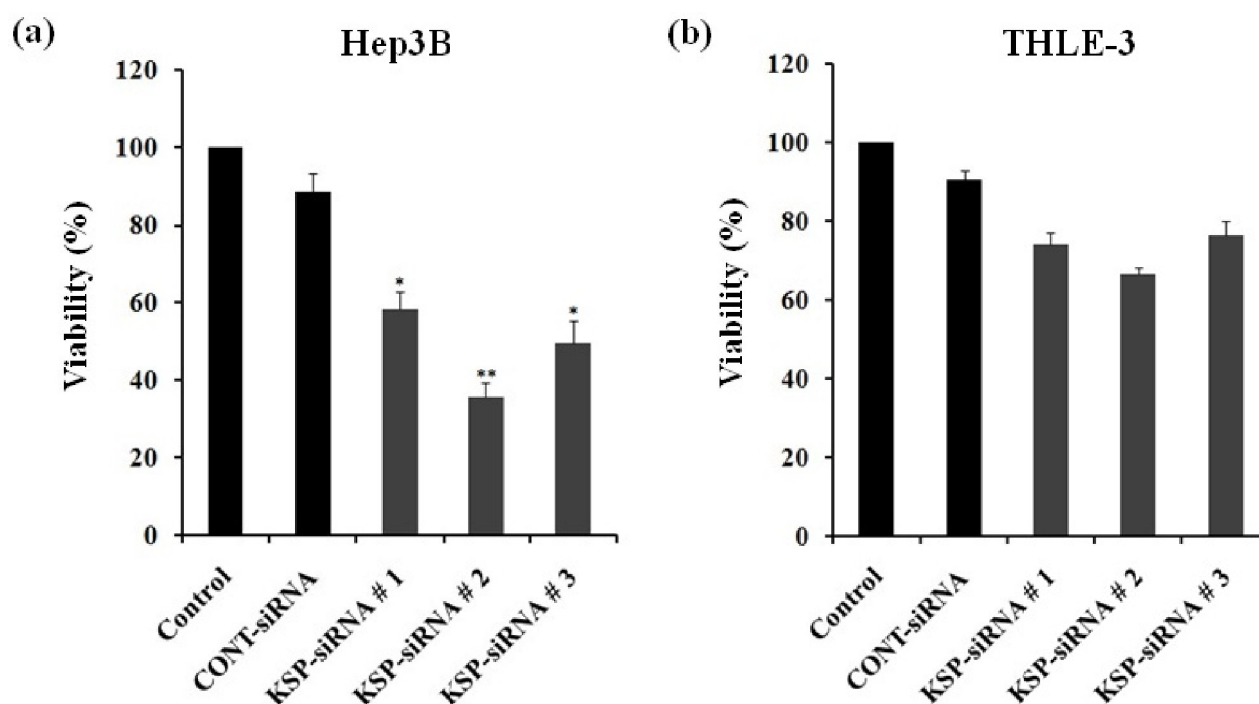 (a)
Hep3B
Viability (%)
120
100
80
60
40
20
0
*
**
*
Control
CONT-siRNA
KSP-siRNA # 1
KSP-siRNA # 2
KSP-siRNA # 3
(b)
THLE-3
Viability (%)
120
100
80
60
40
20
0
Control
CONT-siRNA
KSP-siRNA # 1
KSP-siRNA # 2
KSP-siRNA # 3